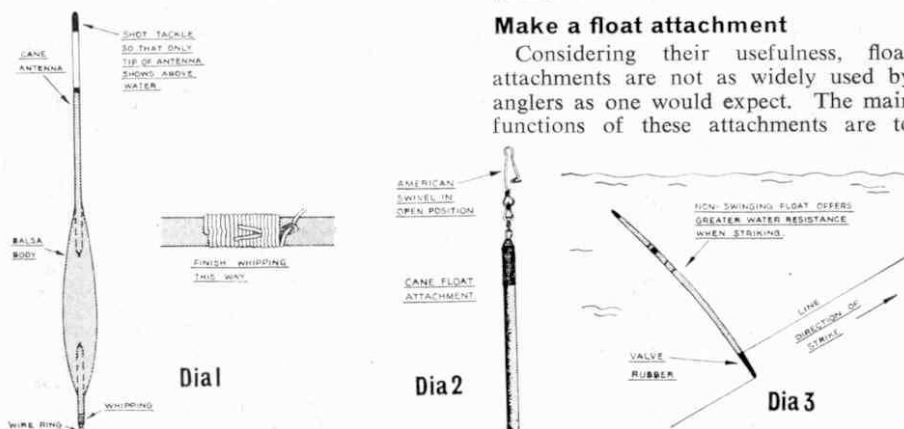 SHOT TACKLE
SO THAT ONLY
TIP OF ANTENNA
SHOWS ABOVE
WATER
CANE
ANTENNA
BALSA
BODY
WHIPPING
WIRE RING
FINISH WHIPPING
THIS WAY
Dia 1
Make a float attachment
Considering their usefulness, floa
attachments are not as widely used by
anglers as one would expect. The main
functions of these attachments are to
AMERICAN
SWIVEL IN
OPEN POSITION
CANE FLOAT
ATTACHMENT
Dia 2
NON-SWINGING FLOAT OFFERS
GREATER WATER RESISTANCE
WHEN STRIKING.
LINE
DIRECTION OF
STRIKE
VALVE
RUBBER
Dia 3